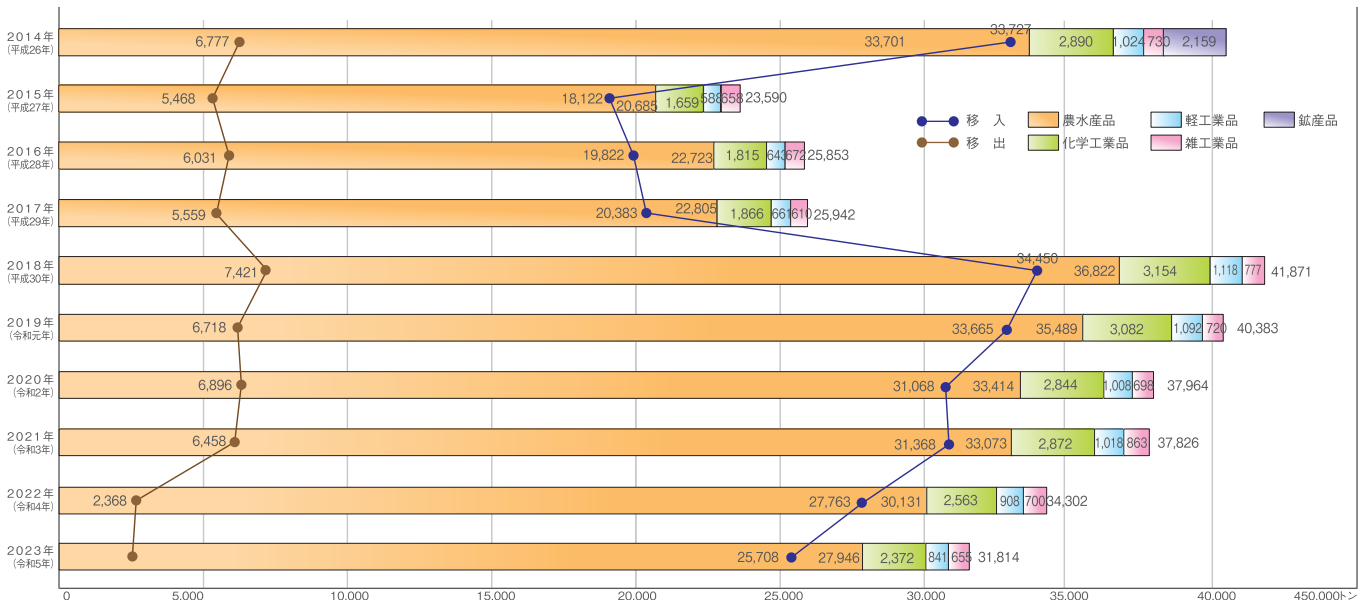 2014年
(平成26年)
6,777
33,701
33,727
2,890
1,024
730
2,159
2015年
(平成27年)
5,468
18,122
20,685
1,659
588
658
23,590
移 入
農水産品
軽工業品
鉱産品
移 出
化学工業品
雑工業品
2016年
(平成28年)
6,031
19,822
22,723
1,815
643
672
25,853
2017年
(平成29年)
5,559
20,383
22,805
1,866
661
610
25,942
2018年
(平成30年)
7,421
34,450
36,822
3,154
1,118
777
41,871
2019年
(令和元年)
6,718
33,665
35,489
3,082
1,092
720
40,383
2020年
(令和2年)
6,896
31,068
33,414
2,844
1,008
698
37,964
2021年
(令和3年)
6,458
31,368
33,073
2,872
1,018
863
37,826
2022年
(令和4年)
2,368
27,763
30,131
2,563
908
700
34,302
2023年
(令和5年)
25,708
27,946
2,372
841
655
31,814
0 5.000 10.000 15.000 20.000 25.000 30.000 35.000 40.000 450.000トン